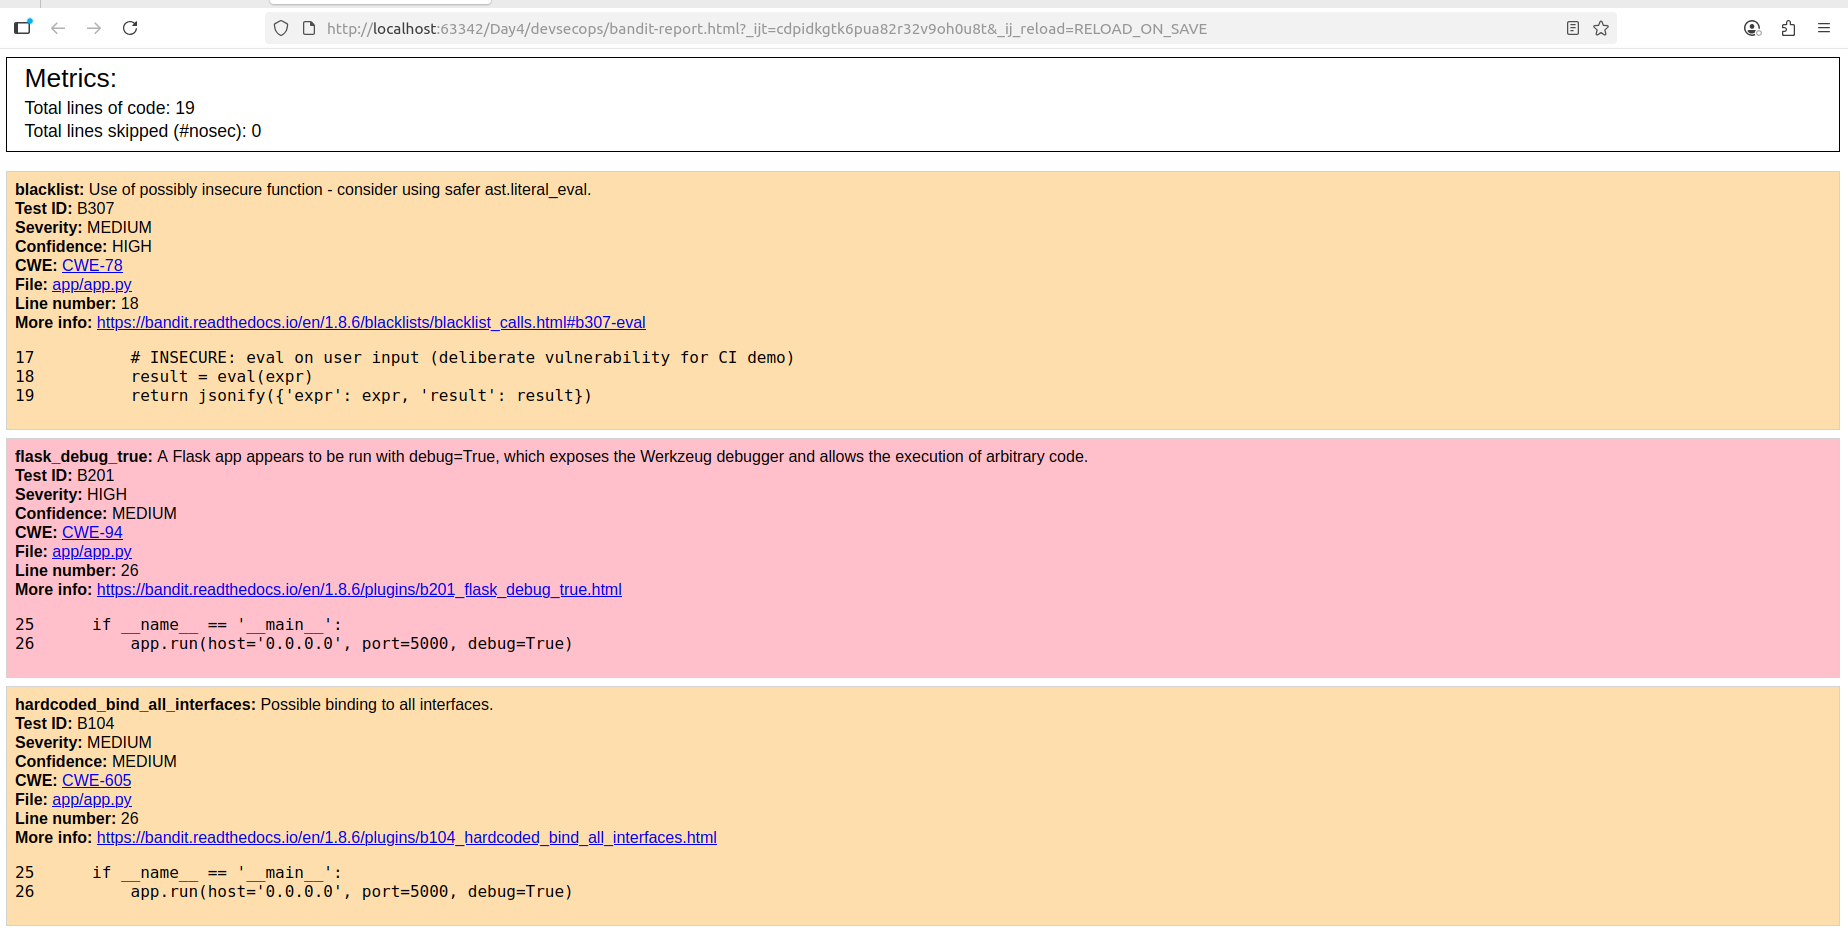 http://localhost:63342/Day4/devsecops/bandit-report.html?_ijt=cdpidkgtk6pua82r32v9oh0u8t&_ij_reload=RELOAD_ON_SAVE
Metrics:
Total lines of code: 19
Total lines skipped (#nosec): 0
blacklist: Use of possibly insecure function - consider using safer ast.literal_eval.
Test ID: B307
Severity: MEDIUM
Confidence: HIGH
CWE: CWE-78
File: app/app.py
Line number: 18
More info: https://bandit.readthedocs.io/en/1.8.6/blacklists/blacklist_calls.html#b307-eval
17          # INSECURE: eval on user input (deliberate vulnerability for CI demo)
18          result = eval(expr)
19          return jsonify({'expr': expr, 'result': result})
flask_debug_true: A Flask app appears to be run with debug=True, which exposes the Werkzeug debugger and allows the execution of arbitrary code.
Test ID: B201
Severity: HIGH
Confidence: MEDIUM
CWE: CWE-94
File: app/app.py
Line number: 26
More info: https://bandit.readthedocs.io/en/1.8.6/plugins/b201_flask_debug_true.html
25      if __name__ == '__main__':
26          app.run(host='0.0.0.0', port=5000, debug=True)
hardcoded_bind_all_interfaces: Possible binding to all interfaces.
Test ID: B104
Severity: MEDIUM
Confidence: MEDIUM
CWE: CWE-605
File: app/app.py
Line number: 26
More info: https://bandit.readthedocs.io/en/1.8.6/plugins/b104_hardcoded_bind_all_interfaces.html
25      if __name__ == '__main__':
26          app.run(host='0.0.0.0', port=5000, debug=True)